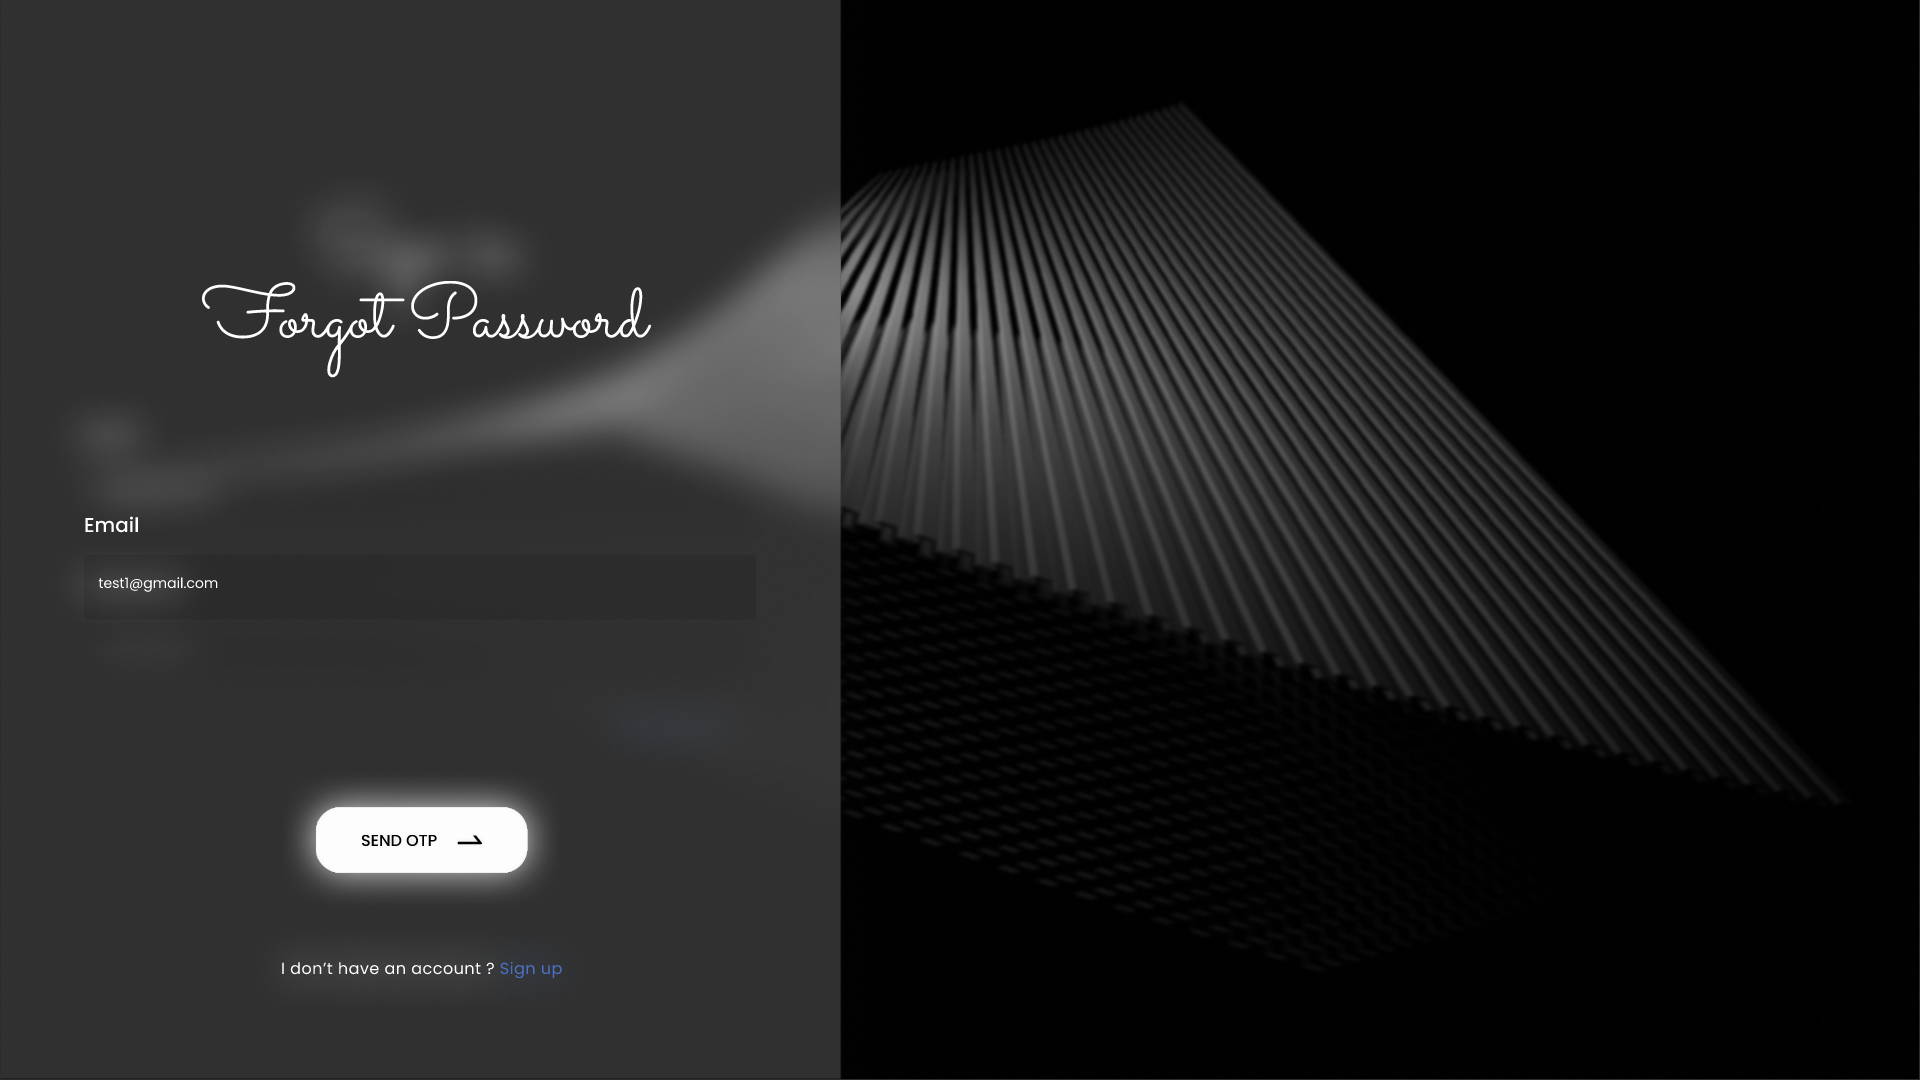 Forgot Password
Email
test1@gmail.com
SEND OTP
I don’t have an account ? Sign up